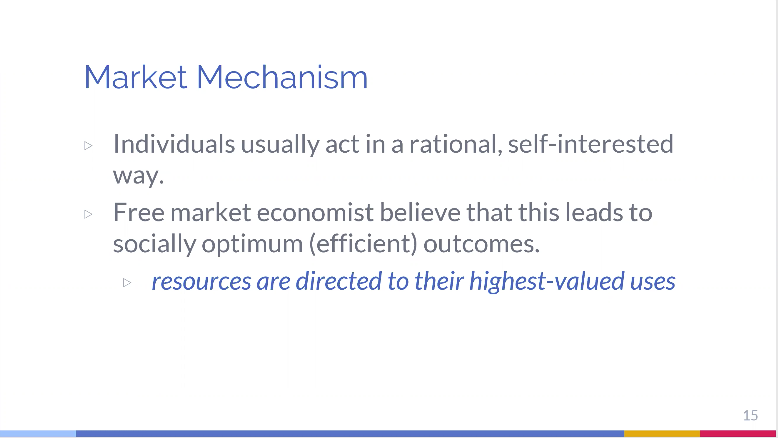 Market Mechanism
▷ Individuals usually act in a rational, self-interested
way.
▷ Free market economist believe that this leads to
socially optimum (efficient) outcomes.
▷ resources are directed to their highest-valued uses
15